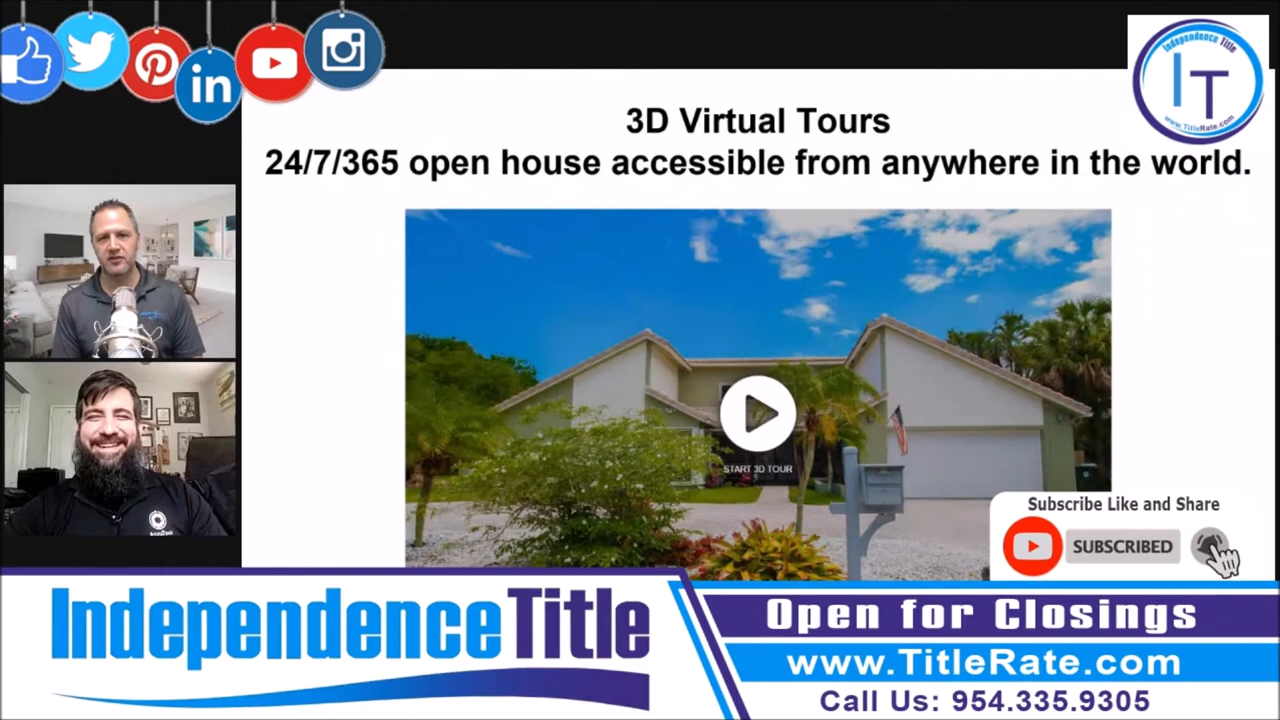 in
Independence Title
IT
www.TitleRate.com
3D Virtual Tours
24/7/365 open house accessible from anywhere in the world.
START 3D TOUR
Subscribe Like and Share
SUBSCRIBED
IndependenceTitle
Open for Closings
www.TitleRate.com
Call Us: 954.335.9305